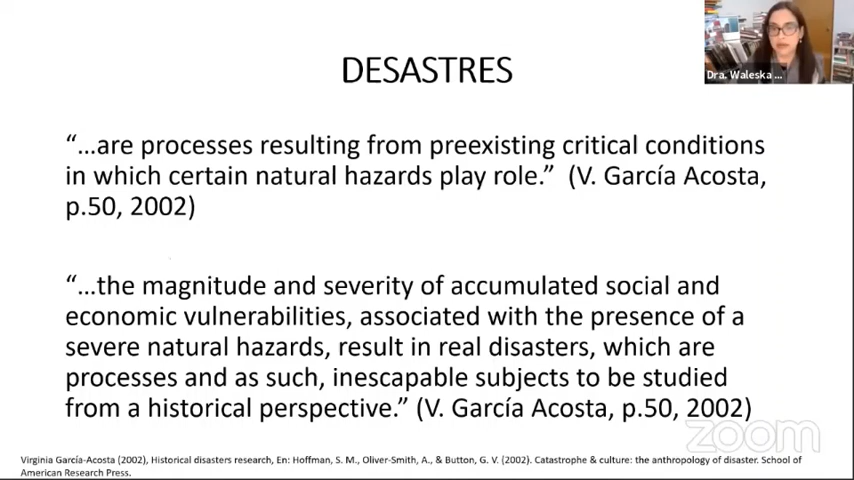 DESASTRES
Dra. Waleska ...
“...are processes resulting from preexisting critical conditions
in which certain natural hazards play role.” (V. García Acosta,
p.50, 2002)
“...the magnitude and severity of accumulated social and
economic vulnerabilities, associated with the presence of a
severe natural hazards, result in real disasters, which are
processes and as such, inescapable subjects to be studied
from a historical perspective.” (V. García Acosta, p.50, 2002)
zoom
Virginia García-Acosta (2002), Historical disasters research, En: Hoffman, S. M., Oliver-Smith, A., & Button, G. V. (2002). Catastrophe & culture: the anthropology of disaster. School of
American Research Press.